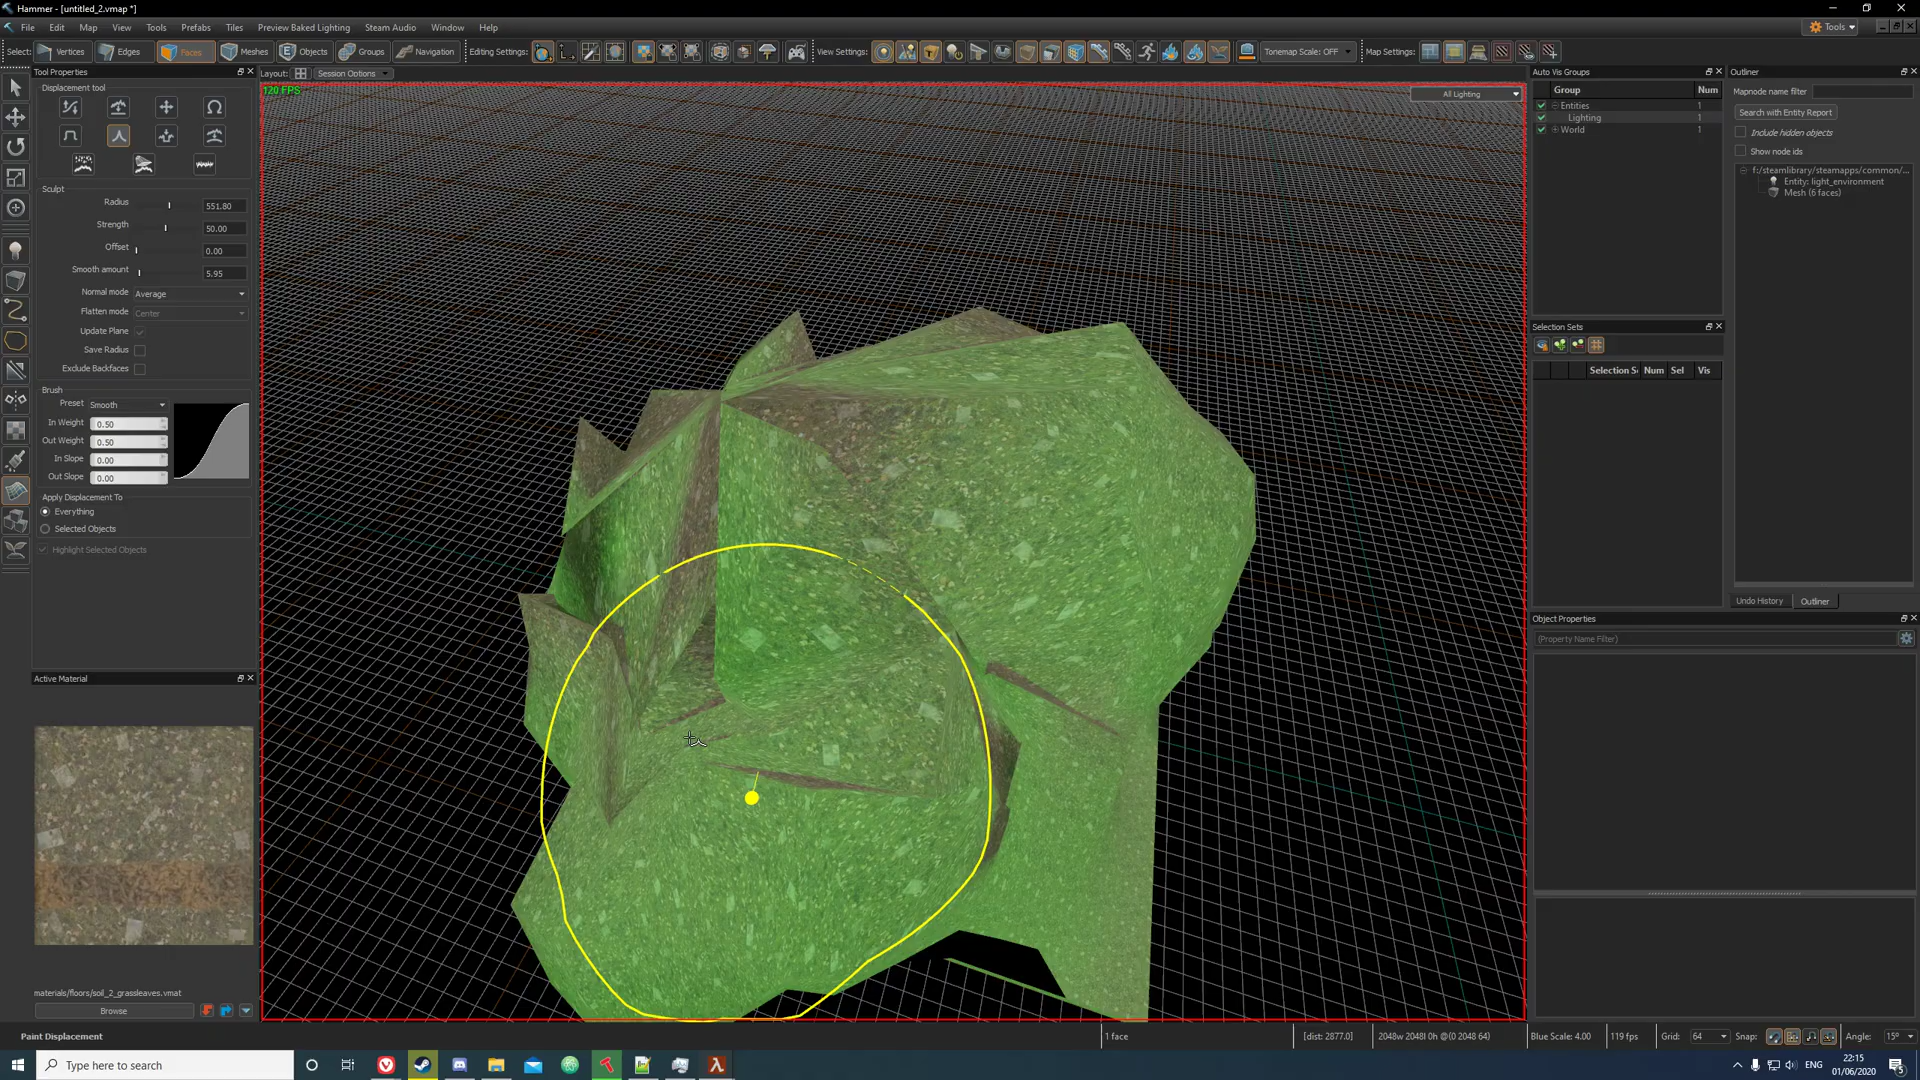 Hammer - [untitled_2.vmap *]
File Edit Map View Tools Prefabs Tiles Preview Baked Lighting Steam Audio Window Help
Tools
Select: Vertices Edges Faces Meshes Objects Groups Navigation Editing Settings: View Settings: Tonemap Scale: OFF Map Settings:
Tool Properties
Layout: Session Options
Displacement tool
Sculpt
Radius 551.80
Strength 50.00
Offset 0.00
Smooth amount 5.95
Normal mode Average
Flatten mode Center
Update Plane
Save Radius
Exclude Backfaces
Brush
Preset Smooth
In Weight 0.50
Out Weight 0.50
In Slope 0.00
Out Slope 0.00
Apply Displacement To
Everything
Selected Objects
Highlight Selected Objects
Active Material
materials/floors/soil_2_grassleaves.vmat
Browse
120 FPS
All Lighting
Auto Vis Groups
Group Num
Entities 1
Lighting 1
World 1
Selection Sets
Selection S Num Sel Vis
Outliner
Mapnode name filter
Search with Entity Report
Include hidden objects
Show node ids
f:/steamlibrary/steamapps/common/...
Entity: light_environment
Mesh (6 faces)
Undo History Outliner
Object Properties
(Property Name Filter)
Paint Displacement
1 face
[dist: 2877.0]
2048w 2048l 0h @(0 2048 64)
Blue Scale: 4.00
119 fps
Grid: 64
Snap:
Angle: 15°
Type here to search
ENG
22:15
01/06/2020
5